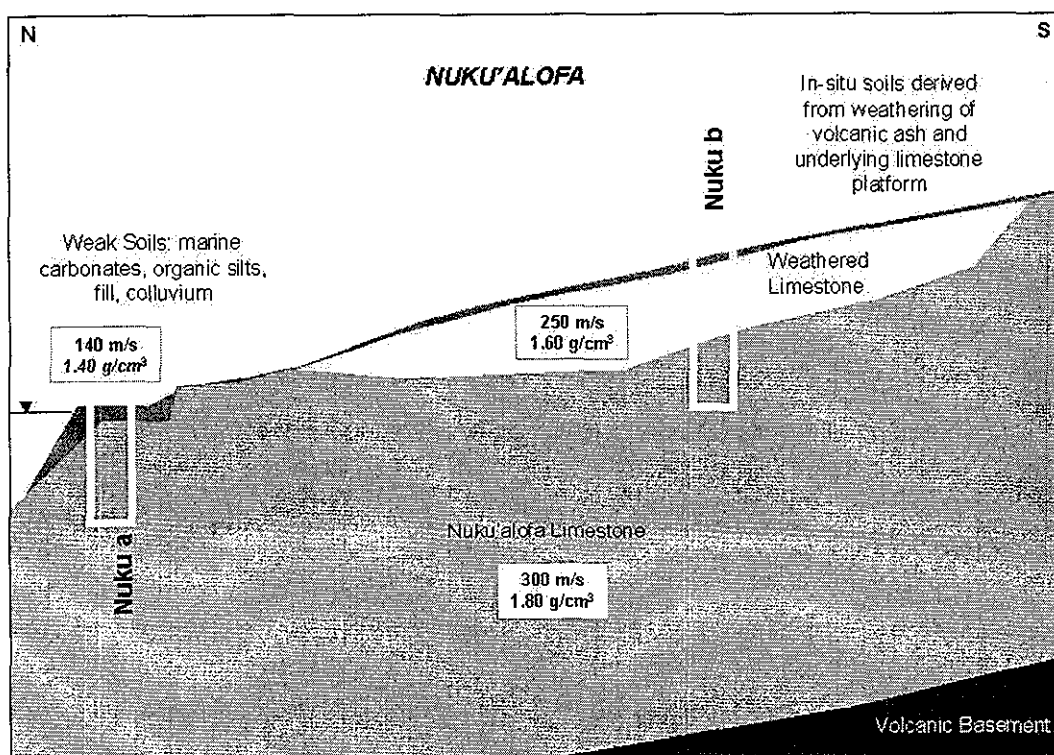 N
S
NUKU'ALOFA
In-situ soils derived
from weathering of
volcanic ash and
underlying limestone
platform
Nuku b
Weak Soils: marine
carbonates, organic silts,
fill, colluvium
Weathered
Limestone
140 m/s
1.40 g/cm³
250 m/s
1.60 g/cm³
Nuku a
Nuku'alofa Limestone
300 m/s
1.80 g/cm³
Volcanic Basement